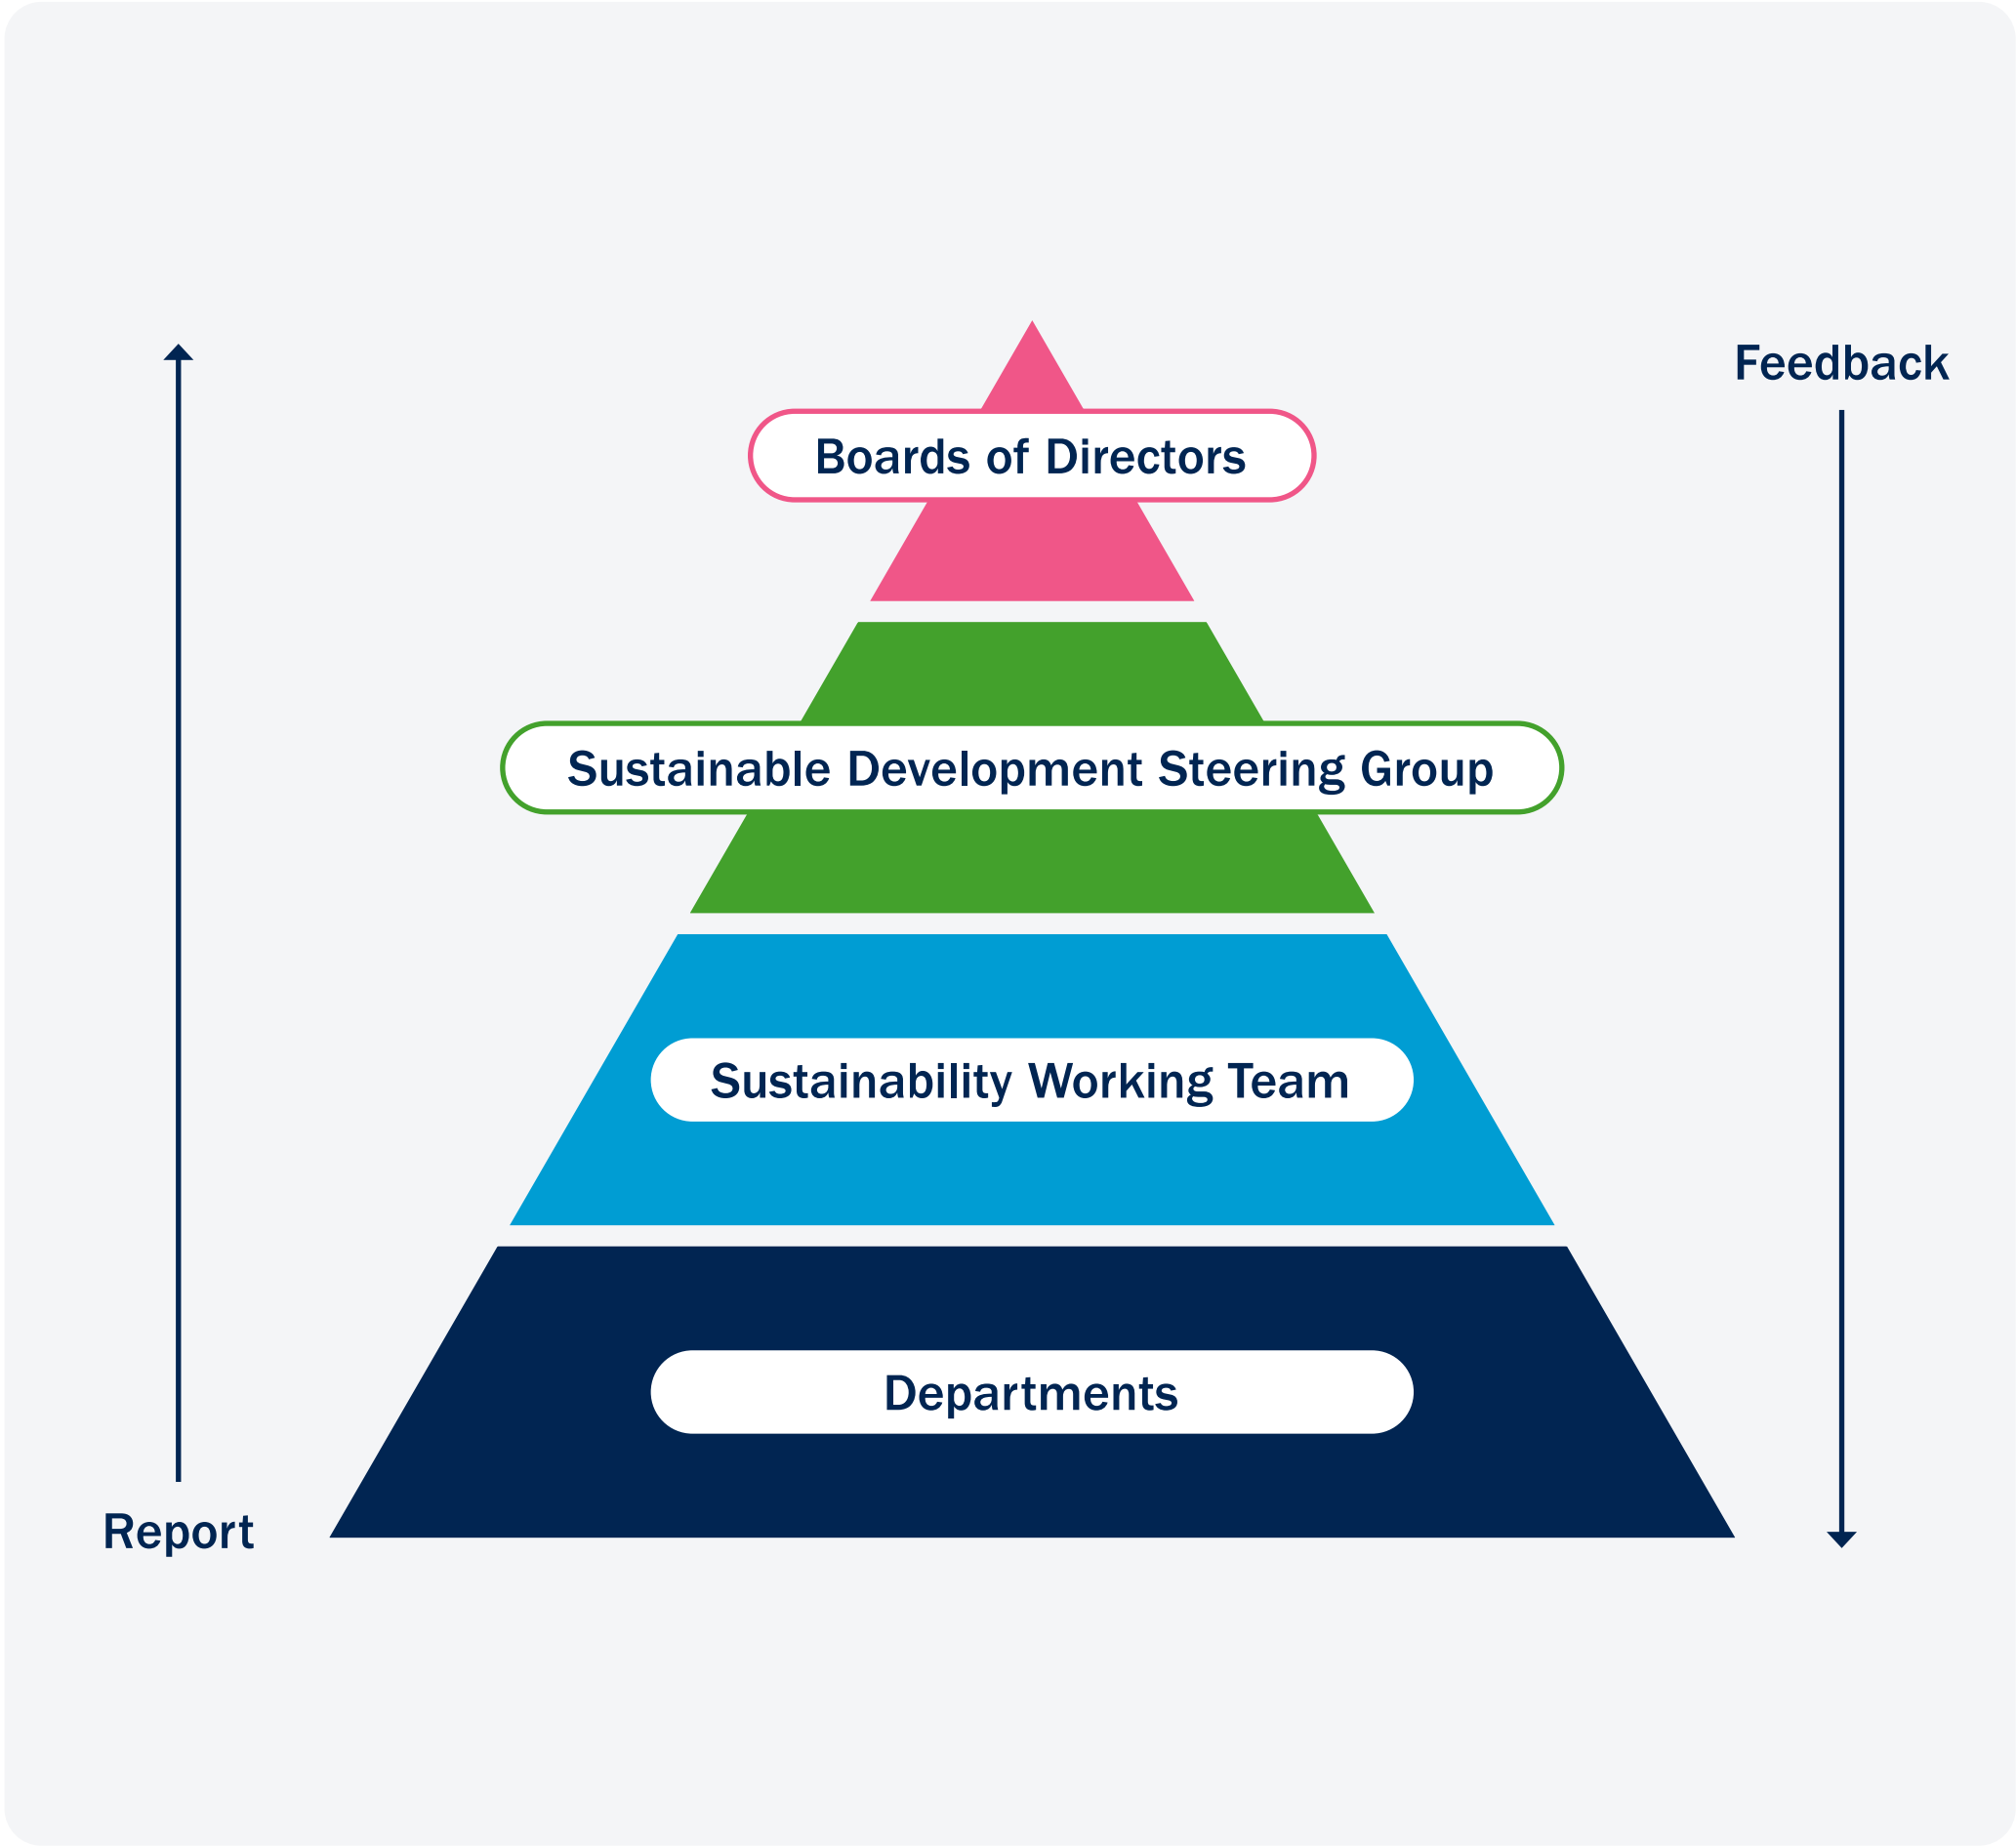 Feedback
Boards of Directors
Sustainable Development Steering Group
Sustainability Working Team
Departments
Report